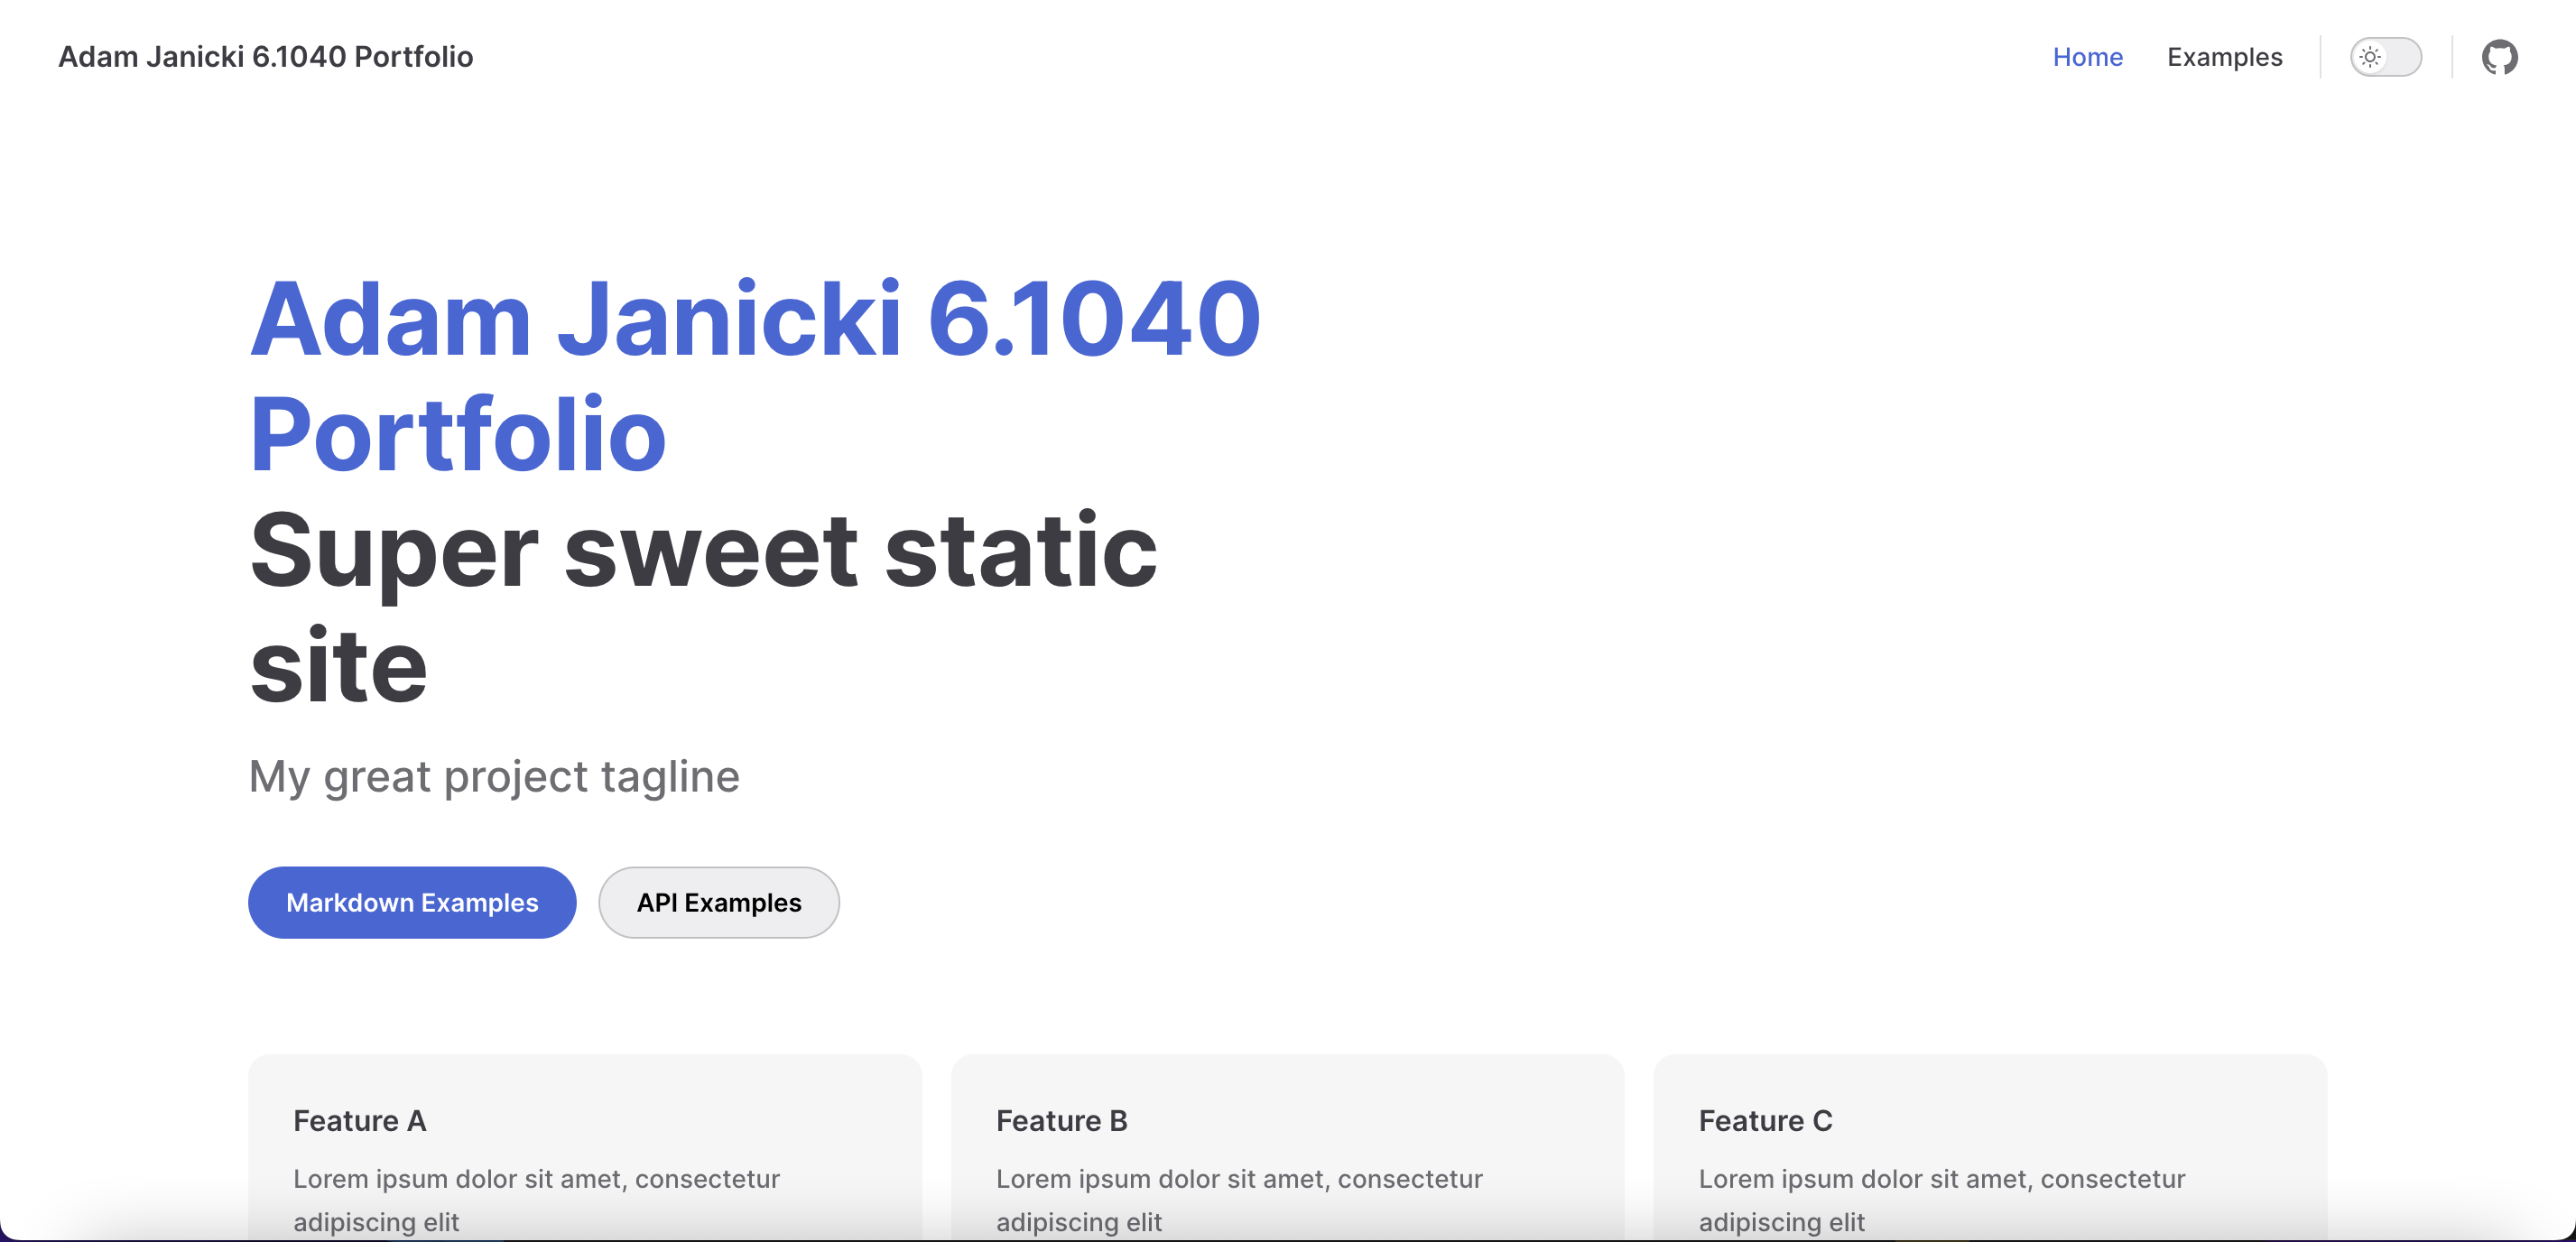 Adam Janicki 6.1040 Portfolio
Home
Examples
Adam Janicki 6.1040
Portfolio
Super sweet static
site
My great project tagline
Markdown Examples
API Examples
Feature A
Lorem ipsum dolor sit amet, consectetur
adipiscing elit
Feature B
Lorem ipsum dolor sit amet, consectetur
adipiscing elit
Feature C
Lorem ipsum dolor sit amet, consectetur
adipiscing elit